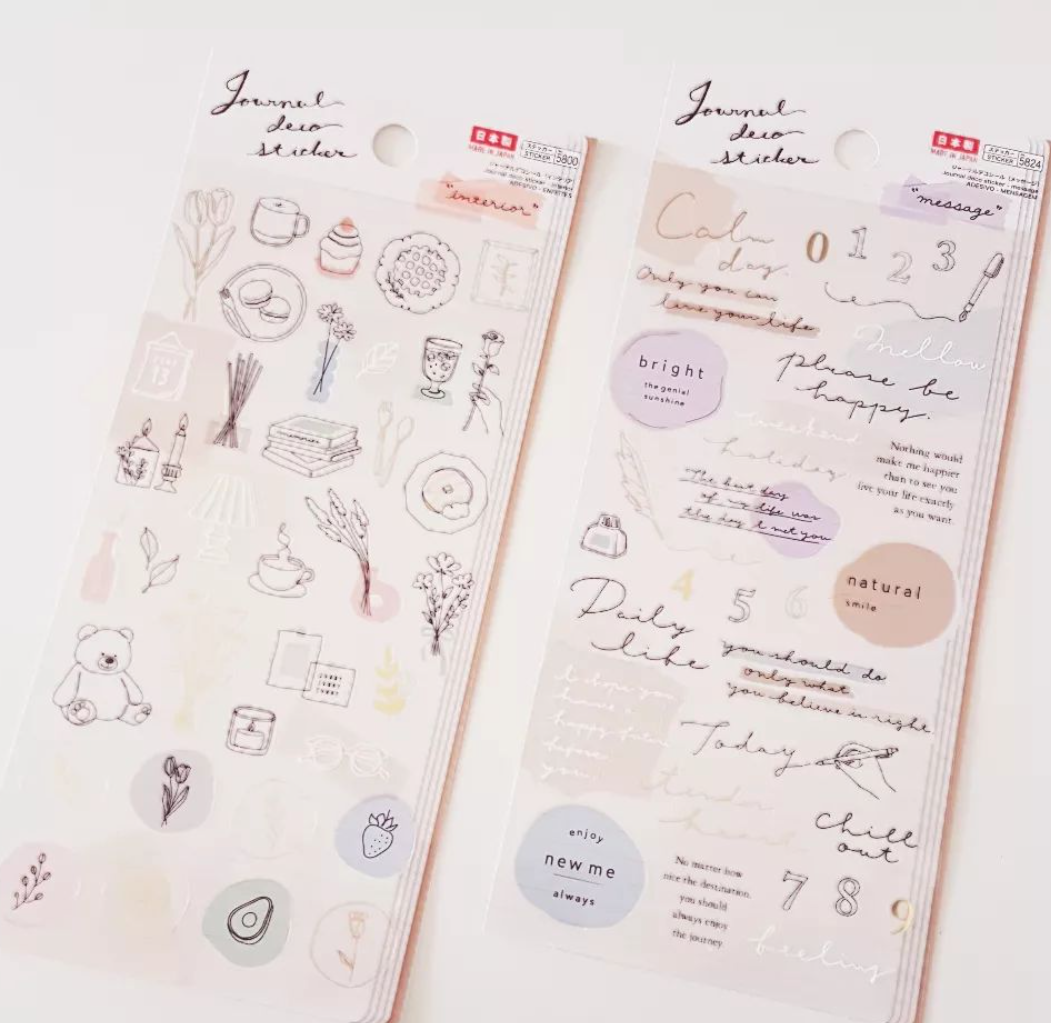 Journal
deco
sticker
日本製
MADE IN JAPAN
ステッカー
STICKER
5800
ジャーナルデコシール(インテリア)
Journal deco sticker - interior
"interior"
memories
Journal
deco
sticker
日本製
MADE IN JAPAN
ステッカー
STICKER
5824
ジャーナルデコシール(メッセージ)
Journal deco sticker - message
ADESIVO - MENSAGEM
"message"
Calm
day.
0 1 2 3
Only you can
live your life
mellow
bright
the genial
sunshine
please be
happy.
weekend
holiday
Nothing would
make me happier
than to see you
live your life exactly
as you want.
The best day
of my life was
the day I met you
natural
smile
4 5 6
Daily
life
you should do
only what
you believe is right.
I hope you
have a
happy future
before
you.
Today
tender
heart
chill
out
enjoy
new me
always
No matter how
nice the destination,
you should
always enjoy
the journey.
7 8 9
feeling